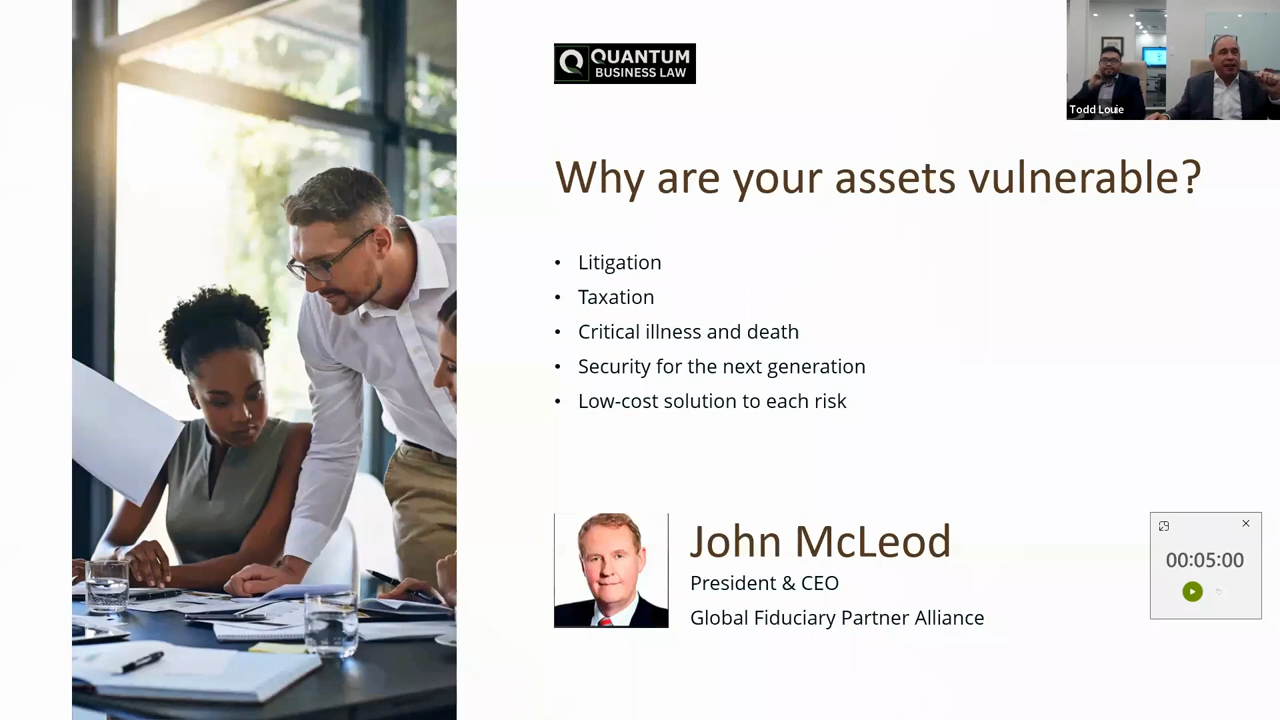 QUANTUM
BUSINESS LAW
Todd Louie
Why are your assets vulnerable?
• Litigation
• Taxation
• Critical illness and death
• Security for the next generation
• Low-cost solution to each risk
John McLeod
President & CEO
Global Fiduciary Partner Alliance
00:05:00